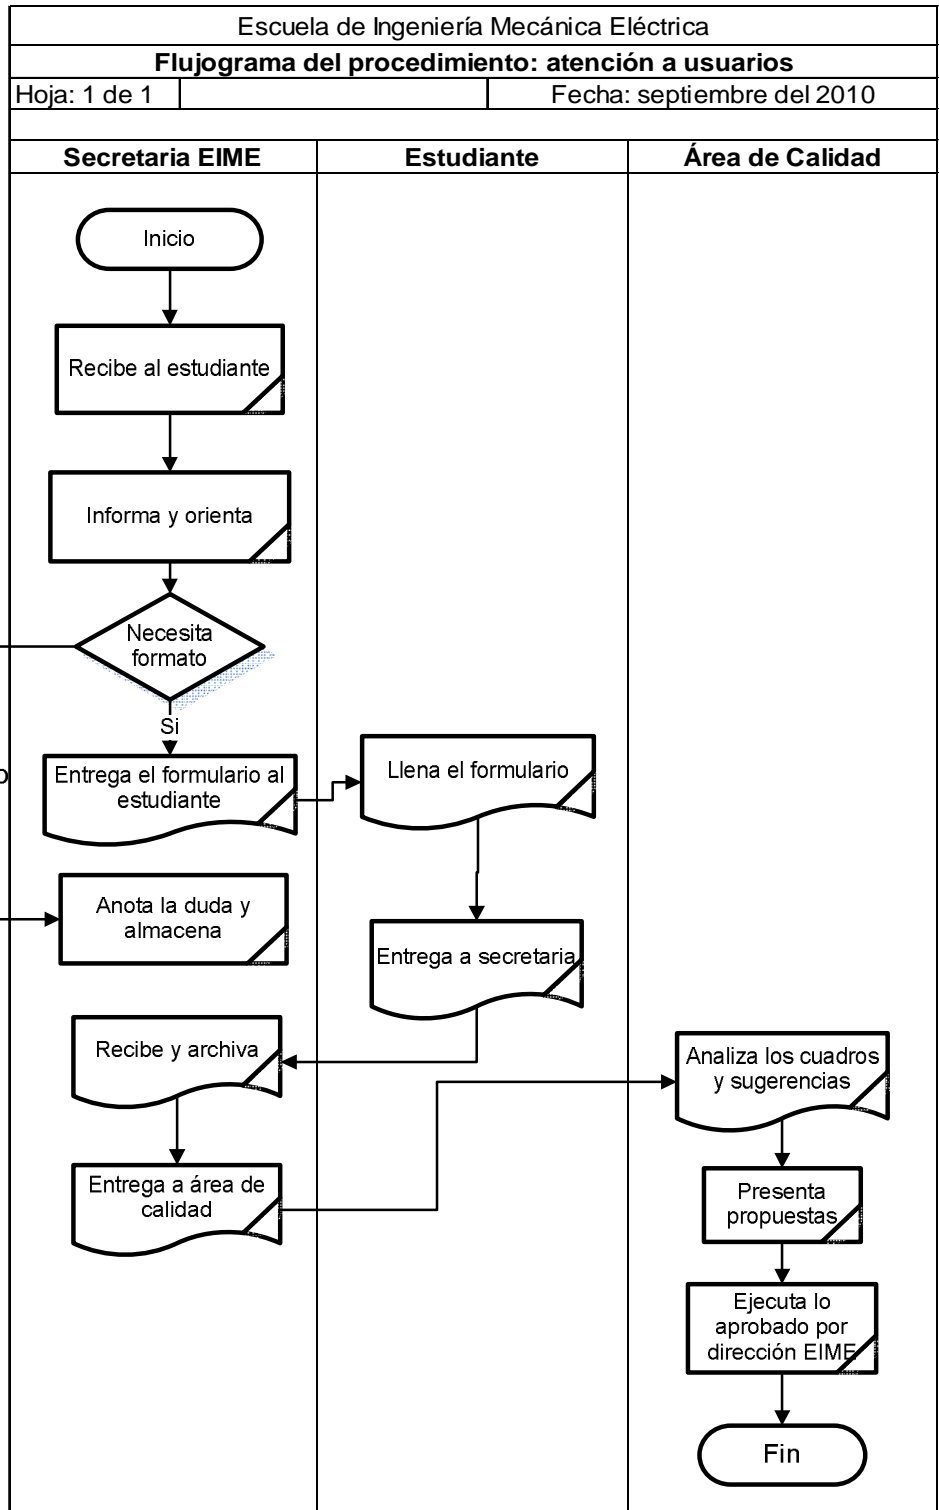 Escuela de Ingeniería Mecánica Eléctrica
Flujograma del procedimiento: atención a usuarios
Hoja: 1 de 1
Fecha: septiembre del 2010
Secretaria EIME
Estudiante
Área de Calidad
Inicio
Recibe al estudiante
Informa y orienta
Necesita
formato
Si
Entrega el formulario al
estudiante
Llena el formulario
Anota la duda y
almacena
Entrega a secretaria
Recibe y archiva
Analiza los cuadros
y sugerencias
Entrega a área de
calidad
Presenta
propuestas
Ejecuta lo
aprobado por
dirección EIME
Fin